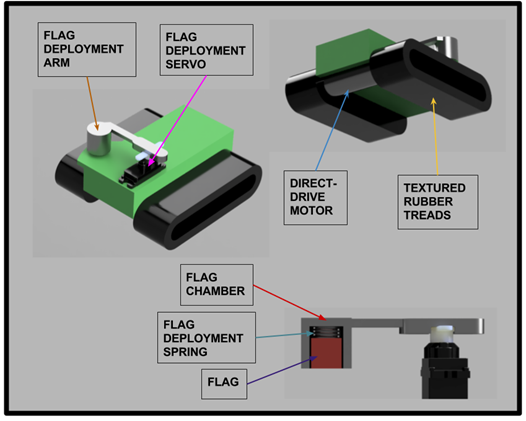 FLAG
DEPLOYMENT
ARM
FLAG
DEPLOYMENT
SERVO
DIRECT-
DRIVE
MOTOR
TEXTURED
RUBBER
TREADS
FLAG
CHAMBER
FLAG
DEPLOYMENT
SPRING
FLAG